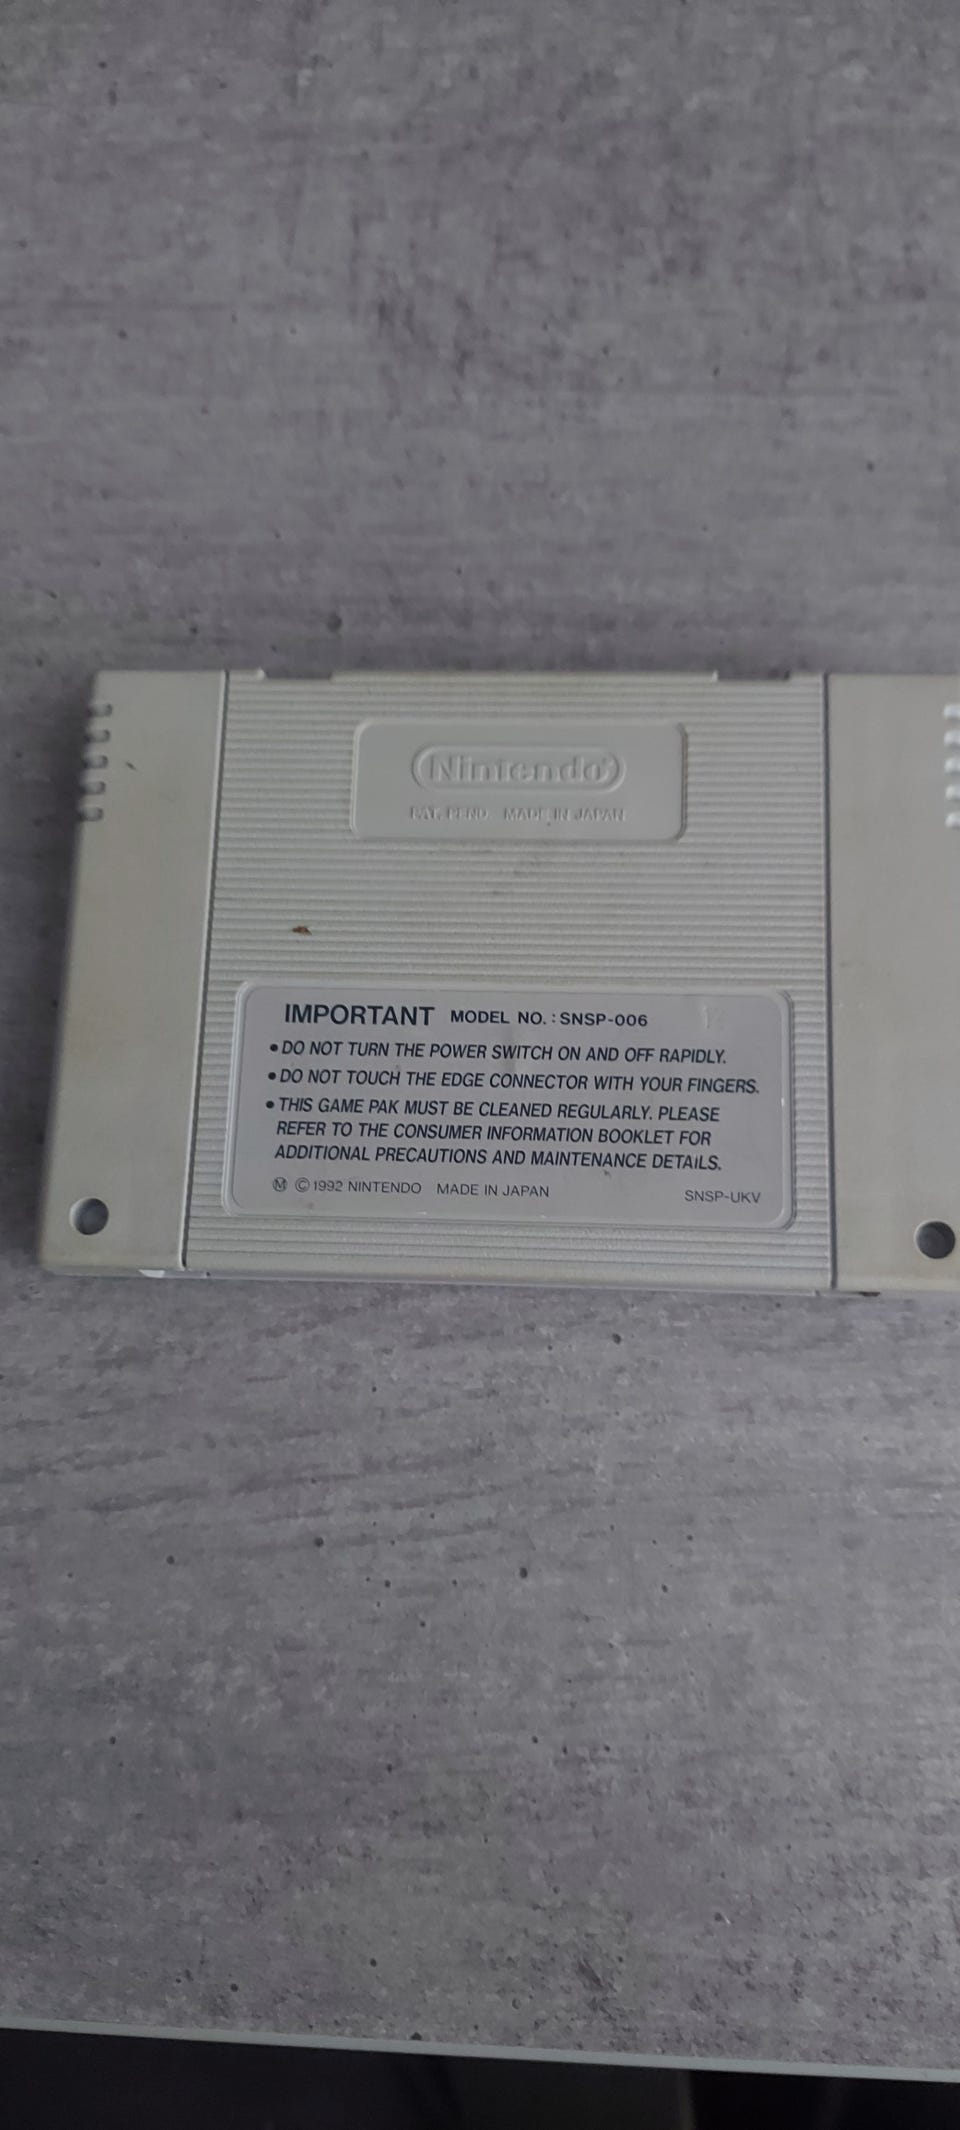 Nintendo
PAT. PEND. MADE IN JAPAN
IMPORTANT MODEL NO. : SNSP-006
• DO NOT TURN THE POWER SWITCH ON AND OFF RAPIDLY.
• DO NOT TOUCH THE EDGE CONNECTOR WITH YOUR FINGERS.
• THIS GAME PAK MUST BE CLEANED REGULARLY. PLEASE
REFER TO THE CONSUMER INFORMATION BOOKLET FOR
ADDITIONAL PRECAUTIONS AND MAINTENANCE DETAILS.
Ⓜ © 1992 NINTENDO MADE IN JAPAN SNSP-UKV